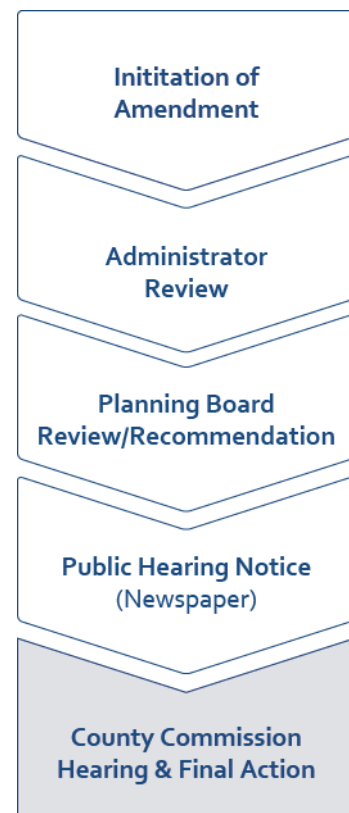 Inititation of
Amendment
Administrator
Review
Planning Board
Review/Recommendation
Public Hearing Notice
(Newspaper)
County Commission
Hearing & Final Action